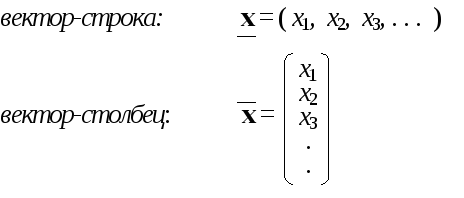 вектор-строка: x = ( x₁, x₂, x₃, . . . )
вектор-столбец: x =
x₁
x₂
x₃
.
.